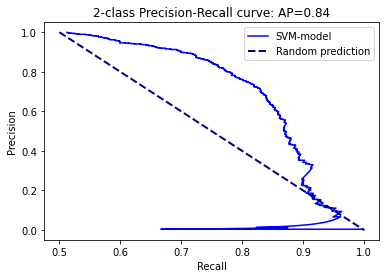 2-class Precision-Recall curve: AP=0.84
SVM-model
Random prediction
Precision
1.0
0.8
0.6
0.4
0.2
0.0
0.5 0.6 0.7 0.8 0.9 1.0
Recall